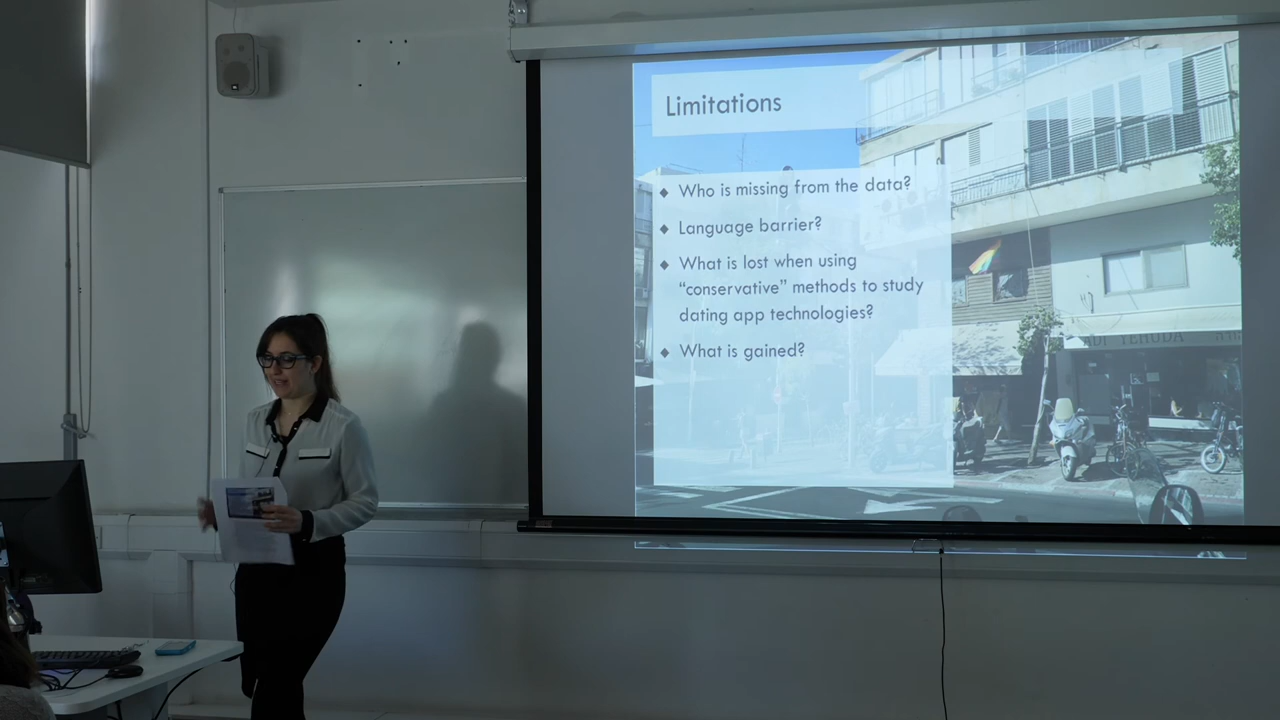 Limitations
Who is missing from the data?
Language barrier?
What is lost when using
“conservative” methods to study
dating app technologies?
What is gained?
YEHUDA